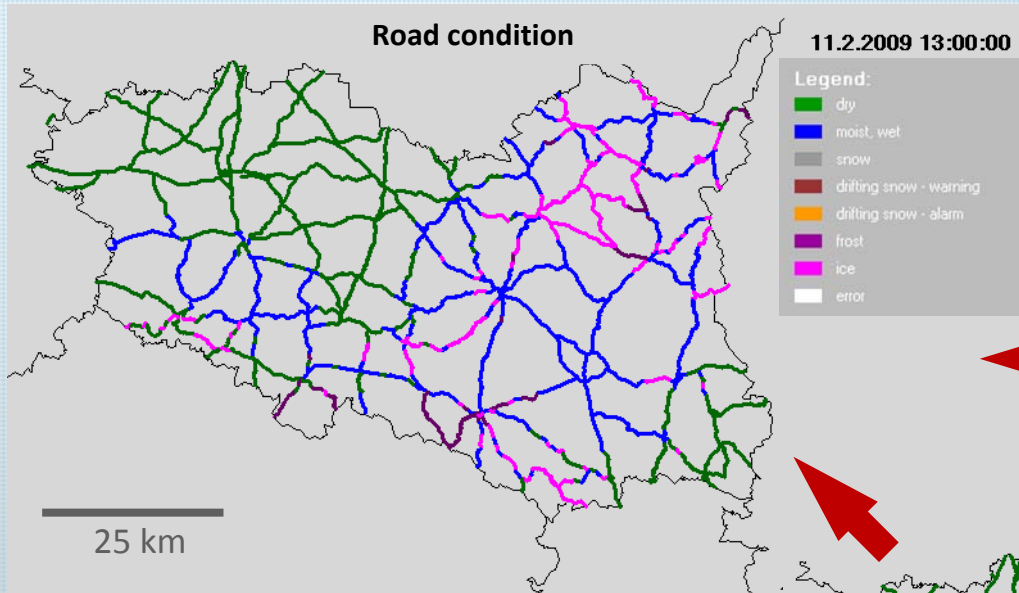 Road condition
11.2.2009 13:00:00
Legend:
dry
moist, wet
snow
drifting snow - warning
drifting snow - alarm
frost
ice
error
25 km